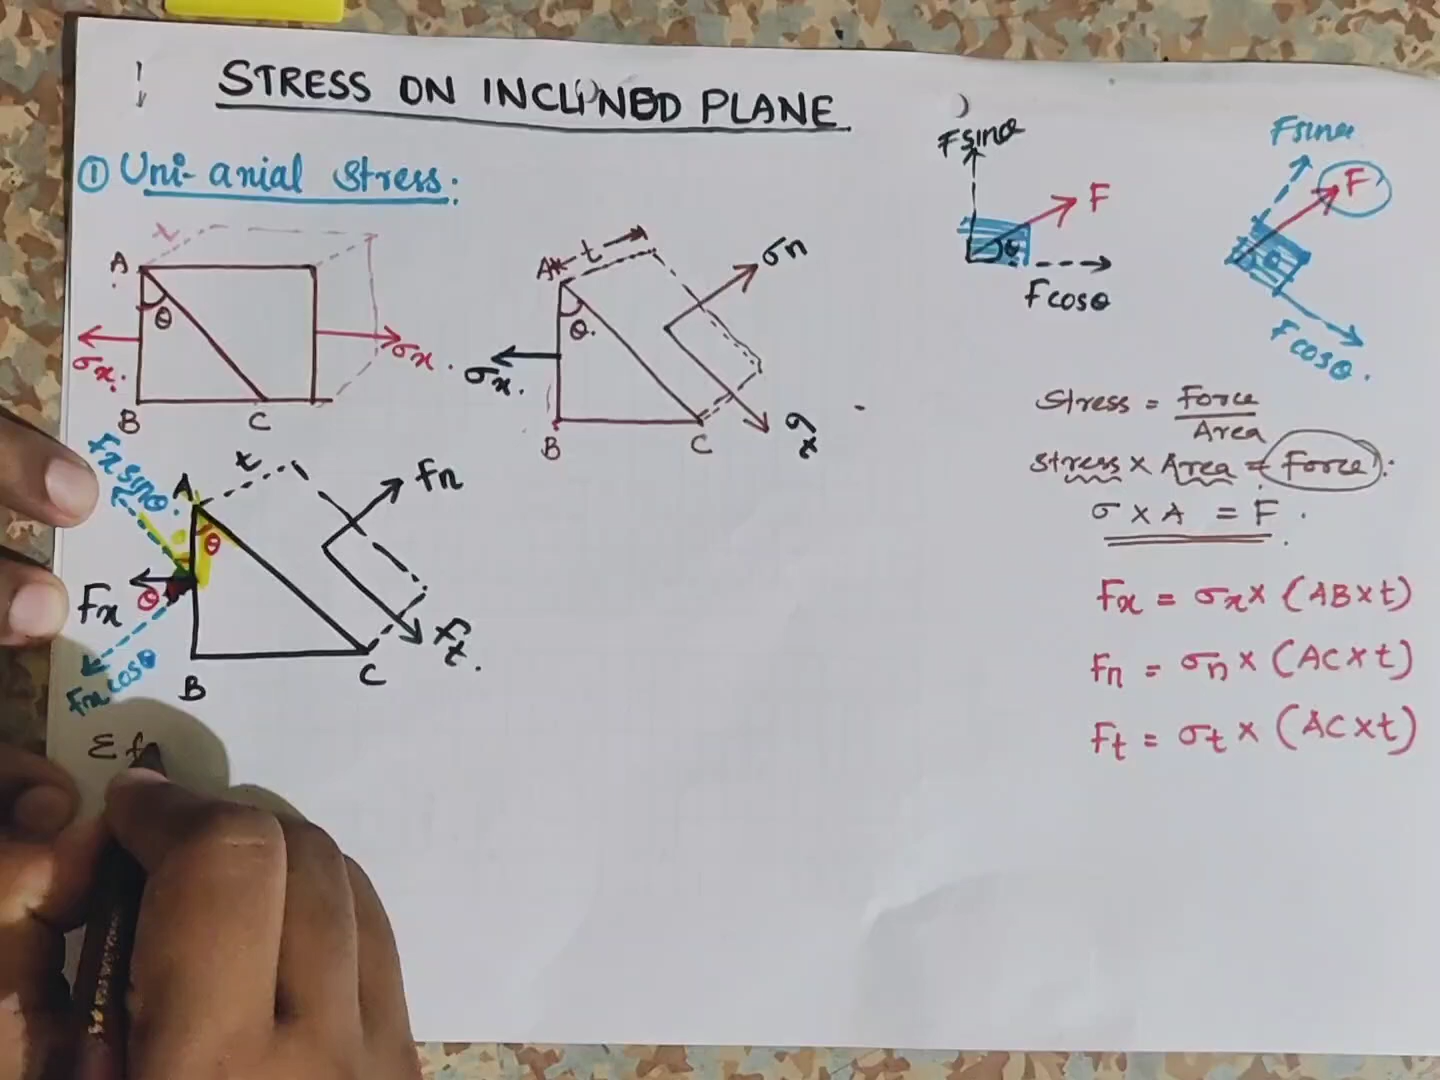 STRESS ON INCLINED PLANE
① Uni-anial Stress:
t
A
θ
σx.
σx.
B
C
A
t
σn
θ.
σx.
B
C
σt
Fsinθ
F
θ
Fcosθ
Fsinθ
F
θ
Fcosθ.
Stress = Force
Area
Stress × Area = Force:
σ × A = F.
Fx = σx × (AB×t)
Fn = σn × (AC×t)
Ft = σt × (AC×t)
Fx sinθ.
A
t
Fn
θ
θ
Fx
θ
Fx cosθ
Ft.
B
C
Σ f